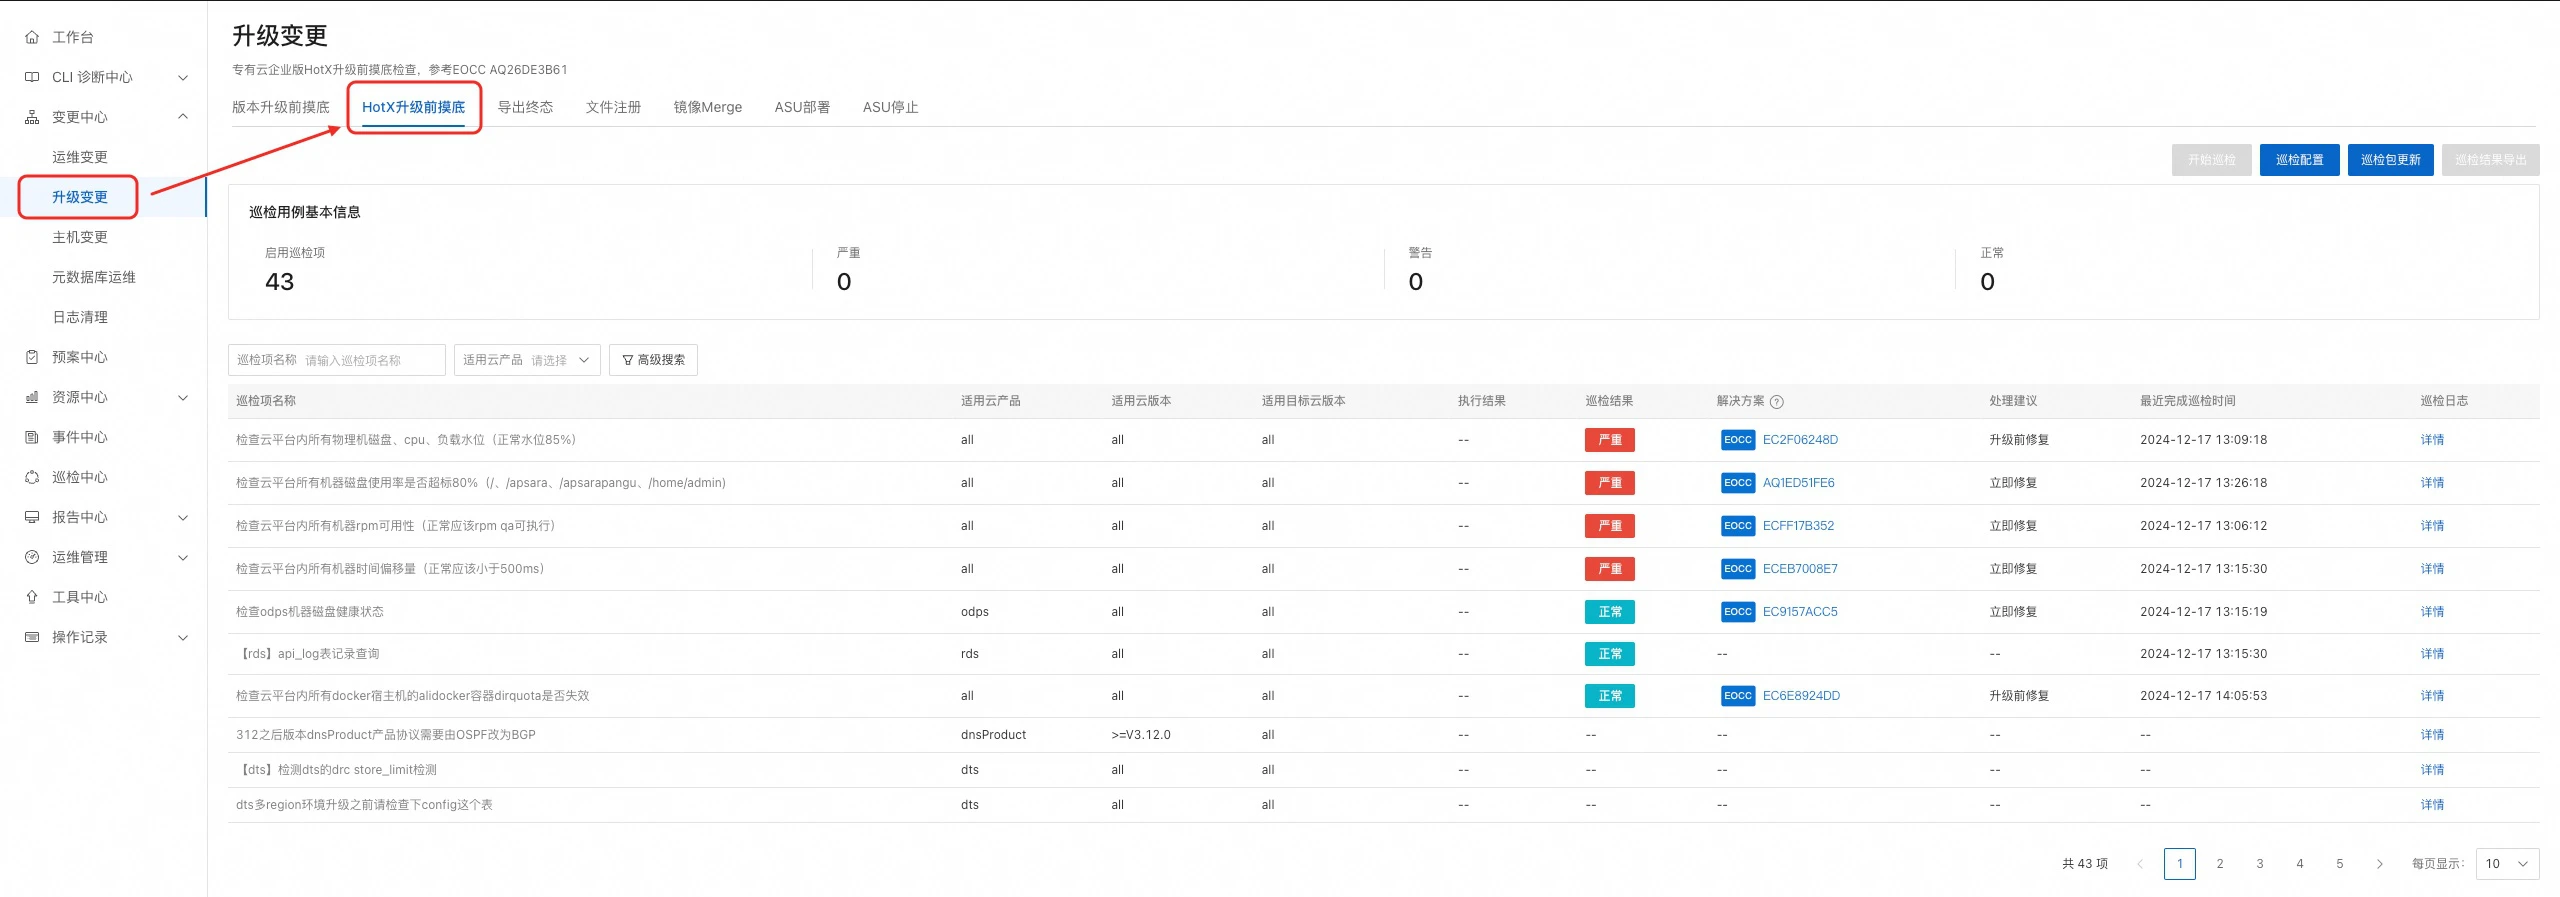 工作台
CLI 诊断中心
变更中心
运维变更
升级变更
主机变更
元数据库运维
日志清理
预案中心
资源中心
事件中心
巡检中心
报告中心
运维管理
工具中心
操作记录
升级变更
专有云企业版HotX升级前摸底检查，参考EOCC AQ26DE3B61
版本升级前摸底 HotX升级前摸底 导出终态 文件注册 镜像Merge ASU部署 ASU停止
开始巡检 巡检配置 巡检包更新 巡检结果导出
巡检用例基本信息
启用巡检项 严重 警告 正常
43 0 0 0
巡检项名称 请输入巡检项名称 适用云产品 请选择 高级搜索
巡检项名称 适用云产品 适用云版本 适用目标云版本 执行结果 巡检结果 解决方案 ? 处理建议 最近完成巡检时间 巡检日志
检查云平台内所有物理机磁盘、cpu、负载水位（正常水位85%） all all all -- 严重 EOCC EC2F06248D 升级前修复 2024-12-17 13:09:18 详情
检查云平台所有机器磁盘使用率是否超标80%（/、/apsara、/apsarapangu、/home/admin） all all all -- 严重 EOCC AQ1ED51FE6 立即修复 2024-12-17 13:26:18 详情
检查云平台内所有机器rpm可用性（正常应该rpm qa可执行） all all all -- 严重 EOCC ECFF17B352 立即修复 2024-12-17 13:06:12 详情
检查云平台内所有机器时间偏移量（正常应该小于500ms） all all all -- 严重 EOCC ECEB7008E7 立即修复 2024-12-17 13:15:30 详情
检查odps机器磁盘健康状态 odps all all -- 正常 EOCC EC9157ACC5 立即修复 2024-12-17 13:15:19 详情
【rds】api_log表记录查询 rds all all -- 正常 -- -- 2024-12-17 13:15:30 详情
检查云平台内所有docker宿主机的alidocker容器dirquota是否失效 all all all -- 正常 EOCC EC6E8924DD 升级前修复 2024-12-17 14:05:53 详情
312之后版本dnsProduct产品协议需要由OSPF改为BGP dnsProduct >=V3.12.0 all -- -- -- -- -- 详情
【dts】检测dts的drc store_limit检测 dts all all -- -- -- -- -- 详情
dts多region环境升级之前请检查下config这个表 dts all all -- -- -- -- -- 详情
共 43 项 1 2 3 4 5 每页显示： 10